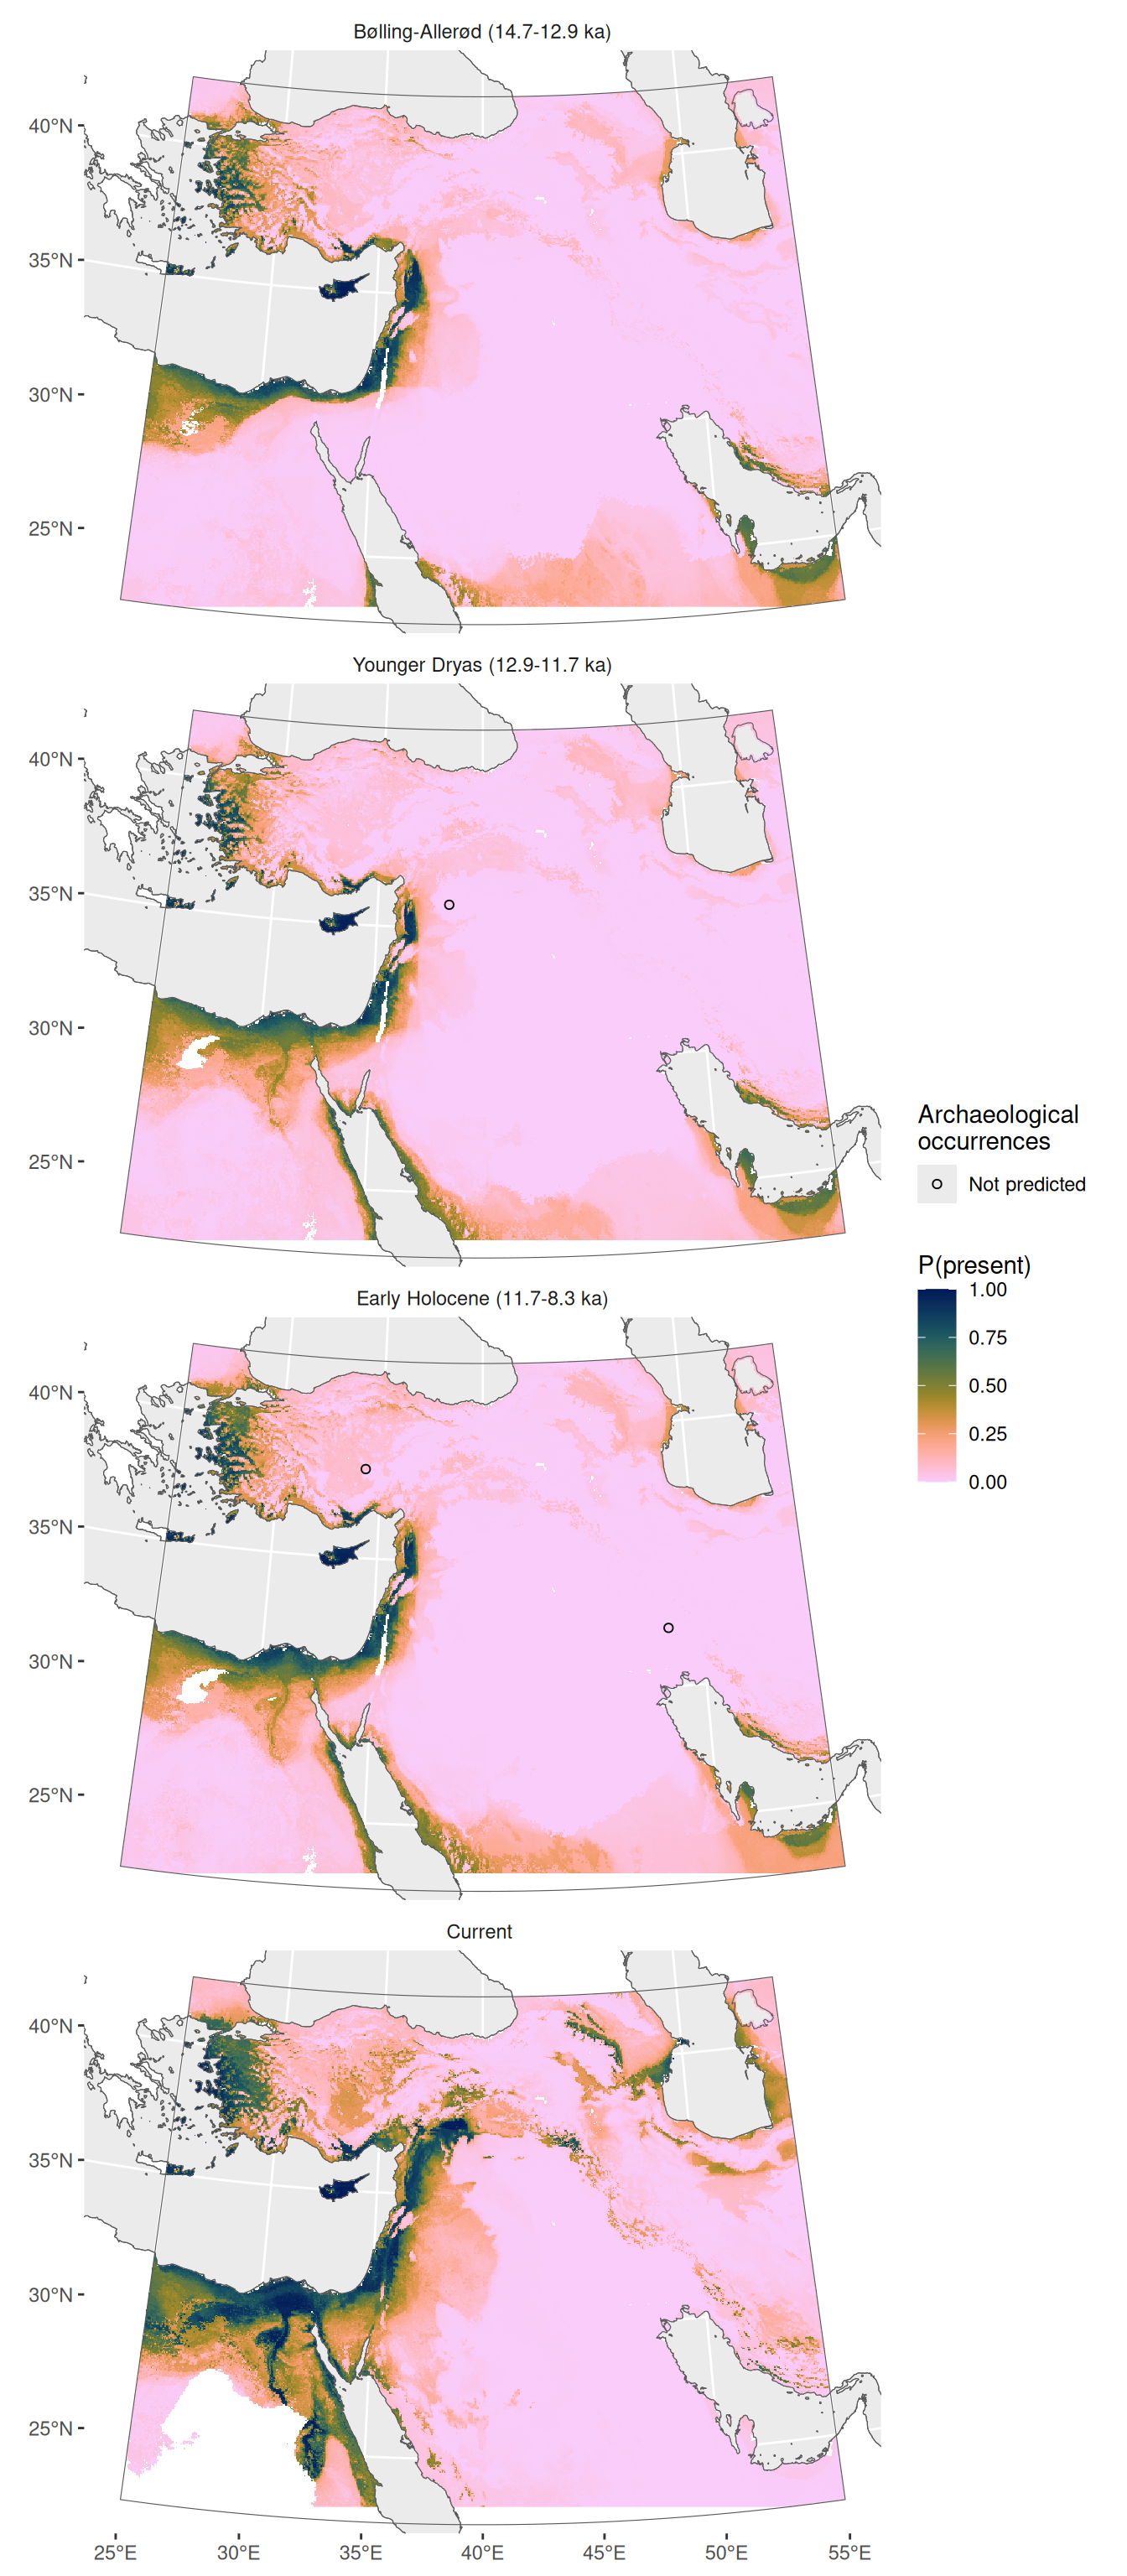 Bølling-Allerød (14.7-12.9 ka)
40°N
35°N
30°N
25°N
Younger Dryas (12.9-11.7 ka)
40°N
35°N
30°N
25°N
Archaeological
occurrences
Not predicted
P(present)
1.00
0.75
0.50
0.25
0.00
Early Holocene (11.7-8.3 ka)
40°N
35°N
30°N
25°N
Current
40°N
35°N
30°N
25°N
25°E 30°E 35°E 40°E 45°E 50°E 55°E